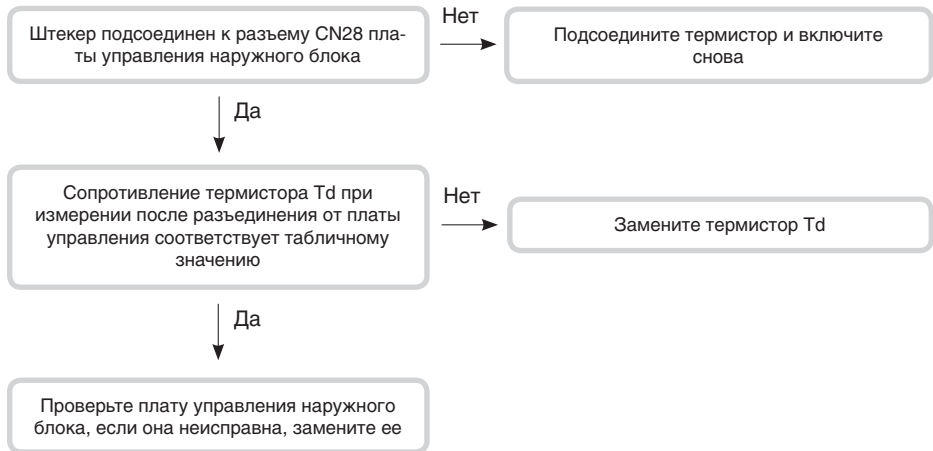 Штекер подсоединен к разъему CN28 пла-
ты управления наружного блока
Нет
Подсоедините термистор и включите
снова
Да
Сопротивление термистора Td при
измерении после разъединения от платы
управления соответствует табличному
значению
Нет
Замените термистор Td
Да
Проверьте плату управления наружного
блока, если она неисправна, замените ее